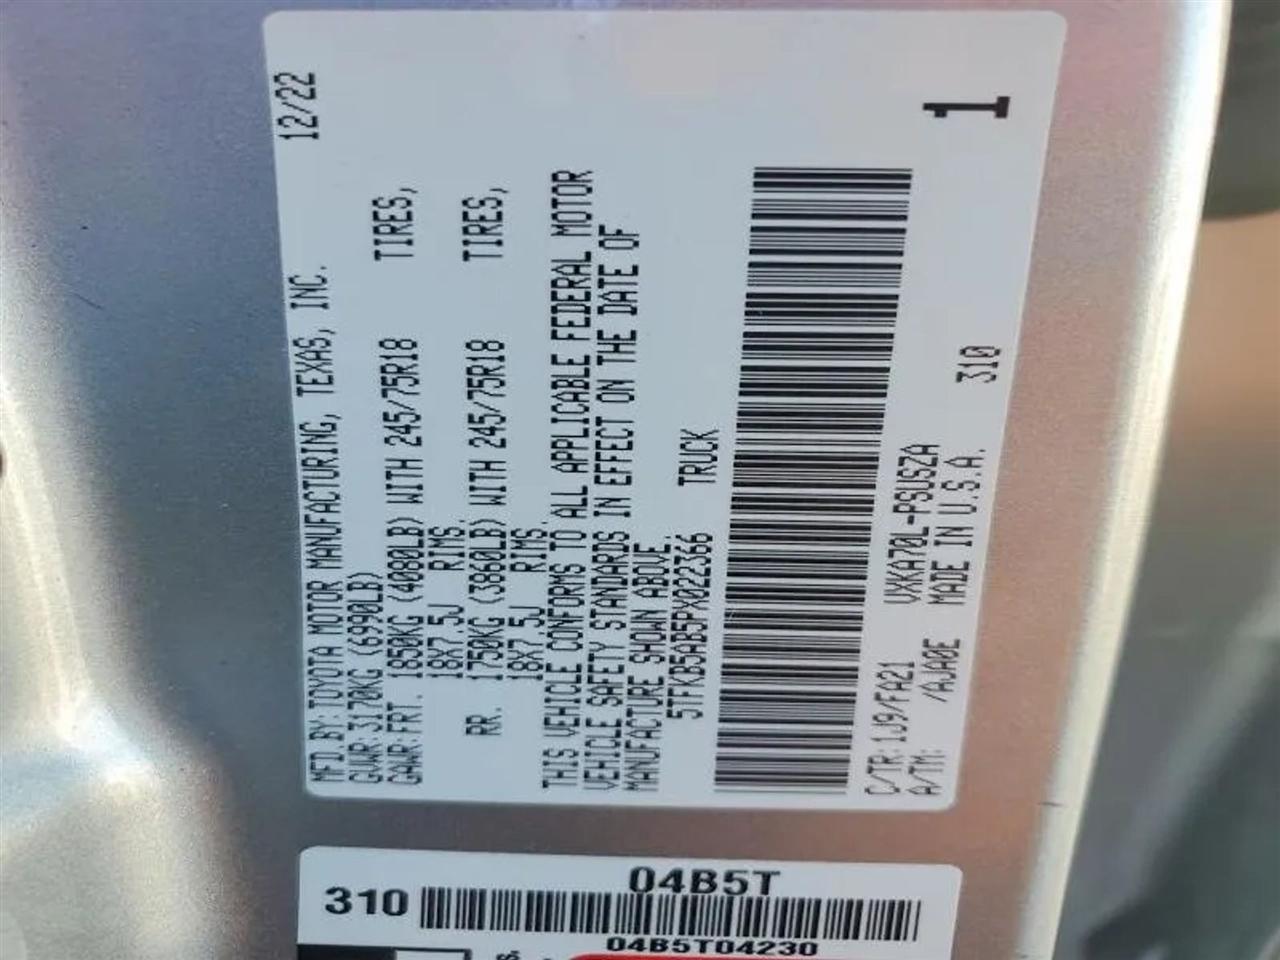 12/22
MFD.BY:TOYOTA MOTOR MANUFACTURING, TEXAS, INC.
GVWR:3170KG (6990LB)
GAWR:FRT. 1850KG (4080LB) WITH 245/75R18 TIRES,
18X7.5J RIMS.
RR. 1750KG (3860LB) WITH 245/75R18 TIRES,
18X7.5J RIMS.
THIS VEHICLE CONFORMS TO ALL APPLICABLE FEDERAL MOTOR
VEHICLE SAFETY STANDARDS IN EFFECT ON THE DATE OF
MANUFACTURE SHOWN ABOVE.
5TFKB5AB5PX022366 TRUCK
C/TR:1J9/FA21 VXKA70L-PSUSZA
A/TM: /AJA0E MADE IN U.S.A. 310
1
04B5T
310
04B5T04230